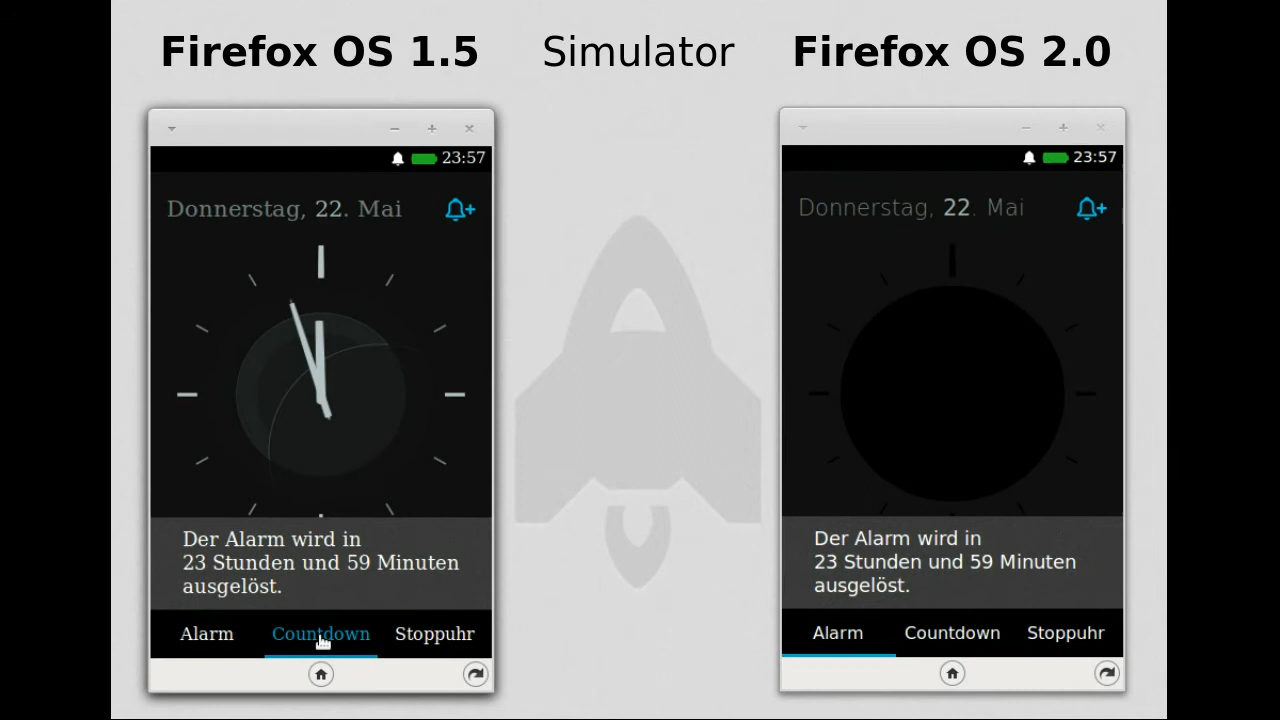 Firefox OS 1.5 Simulator Firefox OS 2.0
23:57
Donnerstag, 22. Mai
Der Alarm wird in
23 Stunden und 59 Minuten
ausgelöst.
Alarm Countdown Stoppuhr
23:57
Donnerstag, 22. Mai
Der Alarm wird in
23 Stunden und 59 Minuten
ausgelöst.
Alarm Countdown Stoppuhr